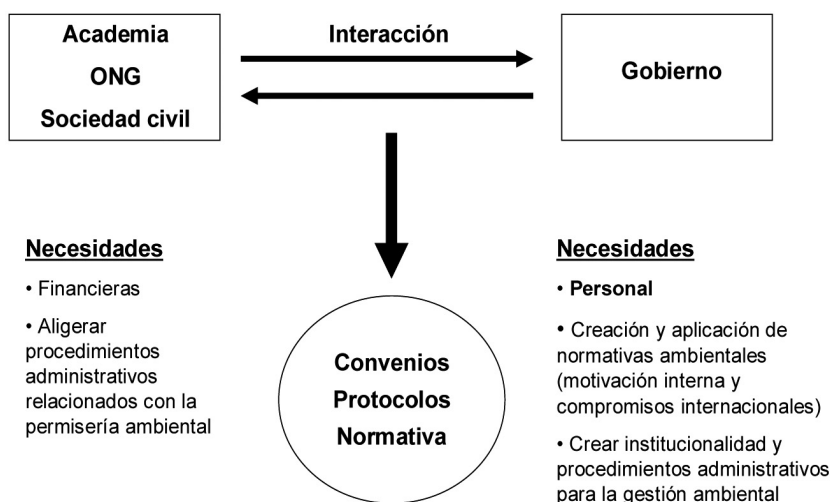 Academia
ONG
Sociedad civil
Interacción
Gobierno
Necesidades
• Financieras
• Aligerar
procedimientos
administrativos
relacionados con la
permisería ambiental
Convenios
Protocolos
Normativa
Necesidades
• Personal
• Creación y aplicación de
normativas ambientales
(motivación interna y
compromisos internacionales)
• Crear institucionalidad y
procedimientos administrativos
para la gestión ambiental